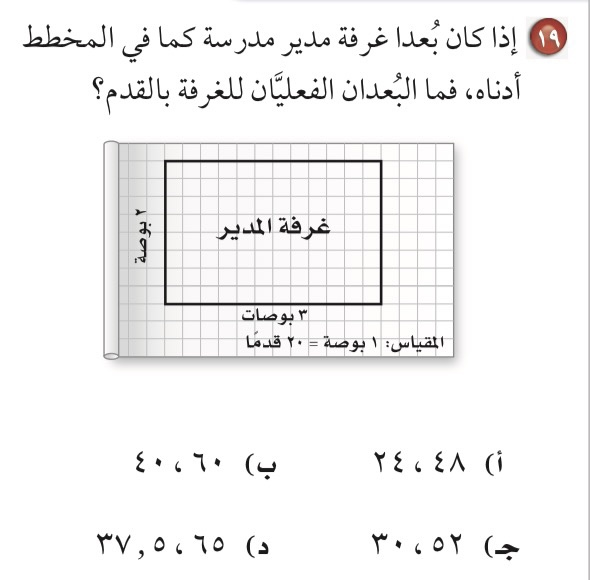 ١٩ إذا كان بُعدا غرفة مدير مدرسة كما في المخطط
أدناه، فما البُعدان الفعليَّان للغرفة بالقدم؟
٢ بوصة
غرفة المدير
٣ بوصات
المقياس: ١ بوصة = ٢٠ قدمًا
أ) ٤٨ ، ٢٤
ب) ٦٠ ، ٤٠
جـ) ٥٢ ، ٣٠
د) ٦٥ ، ٣٧,٥